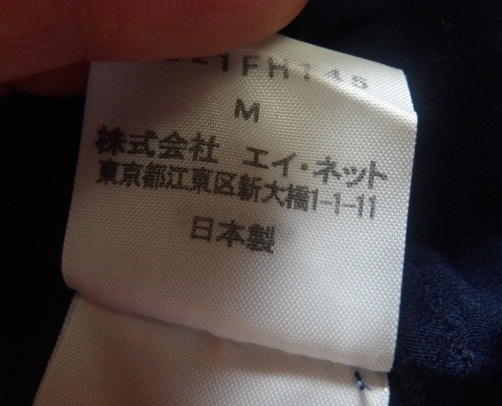 M
株式会社 エイ・ネット
東京都江東区新大橋1-1-11
日本製